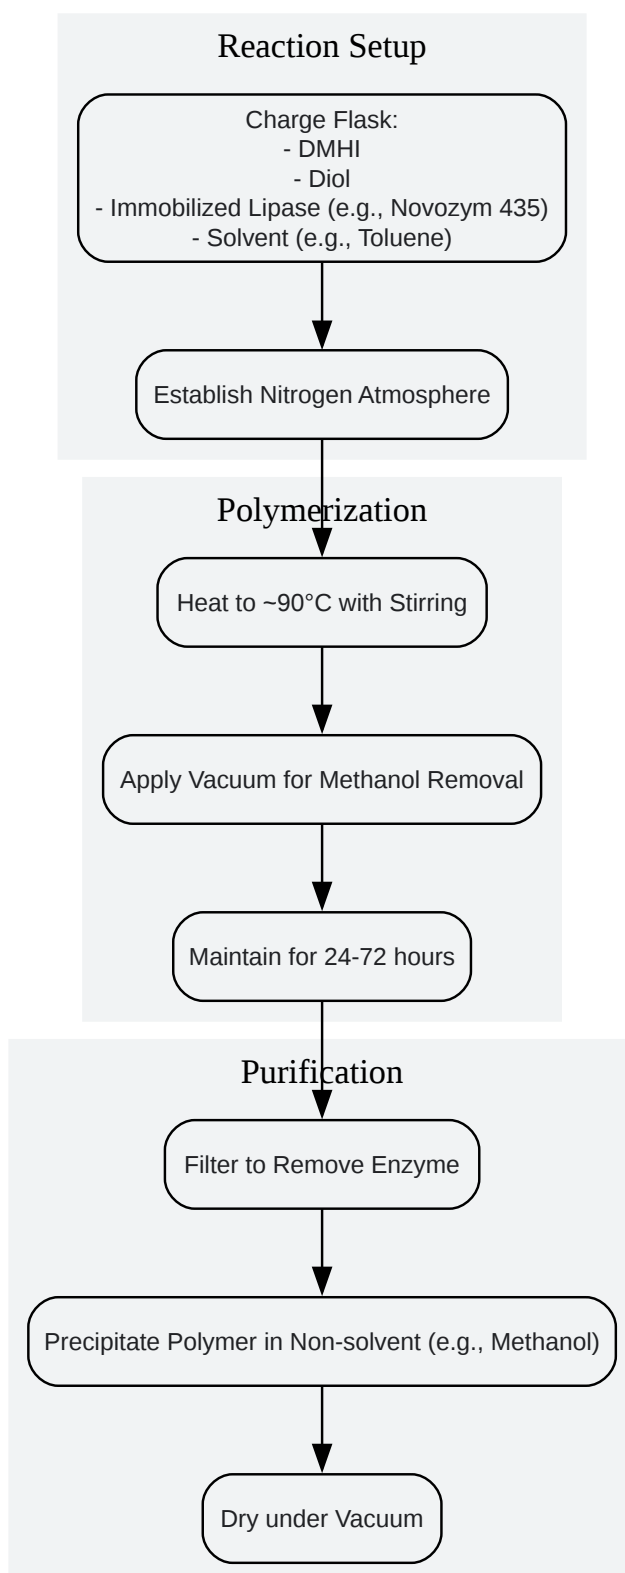 Reaction Setup
Charge Flask:
- DMHI
- Diol
- Immobilized Lipase (e.g., Novozym 435)
- Solvent (e.g., Toluene)
Establish Nitrogen Atmosphere
Polymerization
Heat to ~90°C with Stirring
Apply Vacuum for Methanol Removal
Maintain for 24-72 hours
Purification
Filter to Remove Enzyme
Precipitate Polymer in Non-solvent (e.g., Methanol)
Dry under Vacuum